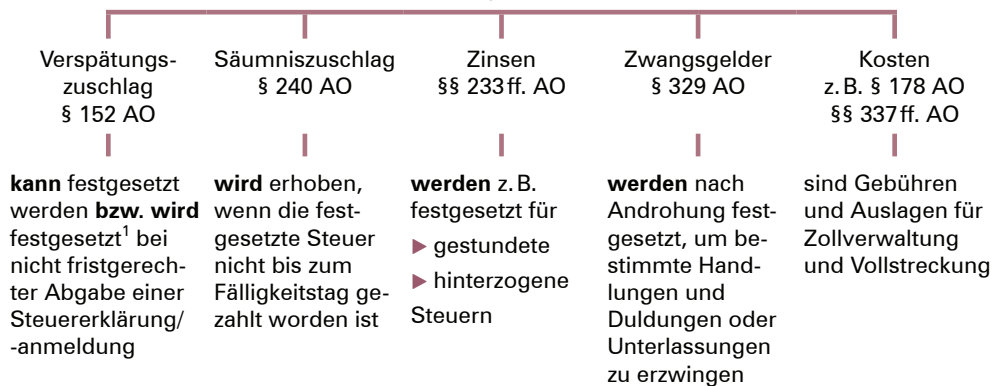 Verspätungs-
zuschlag
§ 152 AO
kann festgesetzt
werden bzw. wird
festgesetzt¹ bei
nicht fristgerech-
ter Abgabe einer
Steuererklärung/
-anmeldung
Säumniszuschlag
§ 240 AO
wird erhoben,
wenn die fest-
gesetzte Steuer
nicht bis zum
Fälligkeitstag ge-
zahlt worden ist
Zinsen
§§ 233 ff. AO
werden z. B.
festgesetzt für
▶ gestundete
▶ hinterzogene
Steuern
Zwangsgelder
§ 329 AO
werden nach
Androhung fest-
gesetzt, um be-
stimmte Hand-
lungen und
Duldungen oder
Unterlassungen
zu erzwingen
Kosten
z. B. § 178 AO
§§ 337 ff. AO
sind Gebühren
und Auslagen für
Zollverwaltung
und Vollstreckung